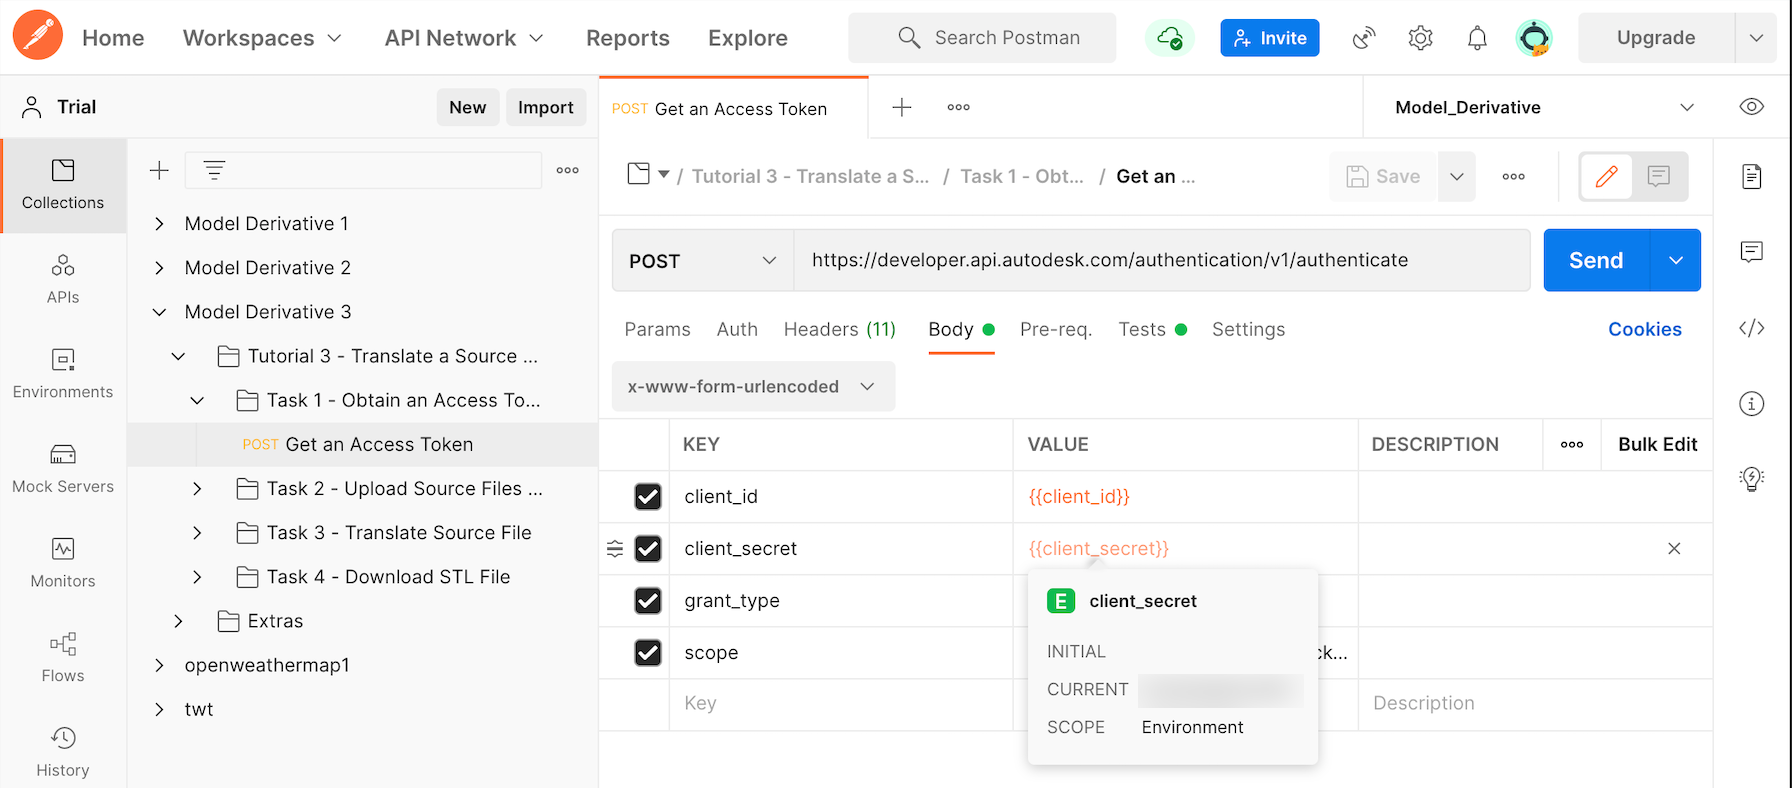 Home Workspaces API Network Reports Explore Search Postman Invite Upgrade
Trial New Import
POST Get an Access Token
Model_Derivative
Collections
APIs
Environments
Mock Servers
Monitors
Flows
History
Model Derivative 1
Model Derivative 2
Model Derivative 3
Tutorial 3 - Translate a Source ...
Task 1 - Obtain an Access To...
POST Get an Access Token
Task 2 - Upload Source Files ...
Task 3 - Translate Source File
Task 4 - Download STL File
Extras
openweathermap1
twt
/ Tutorial 3 - Translate a S... / Task 1 - Obt... / Get an ...
Save
POST https://developer.api.autodesk.com/authentication/v1/authenticate Send
Params Auth Headers (11) Body Pre-req. Tests Settings Cookies
x-www-form-urlencoded
KEY VALUE DESCRIPTION Bulk Edit
client_id {{client_id}}
client_secret {{client_secret}}
grant_type
scope ck...
Key Description
E client_secret
INITIAL
CURRENT
SCOPE Environment